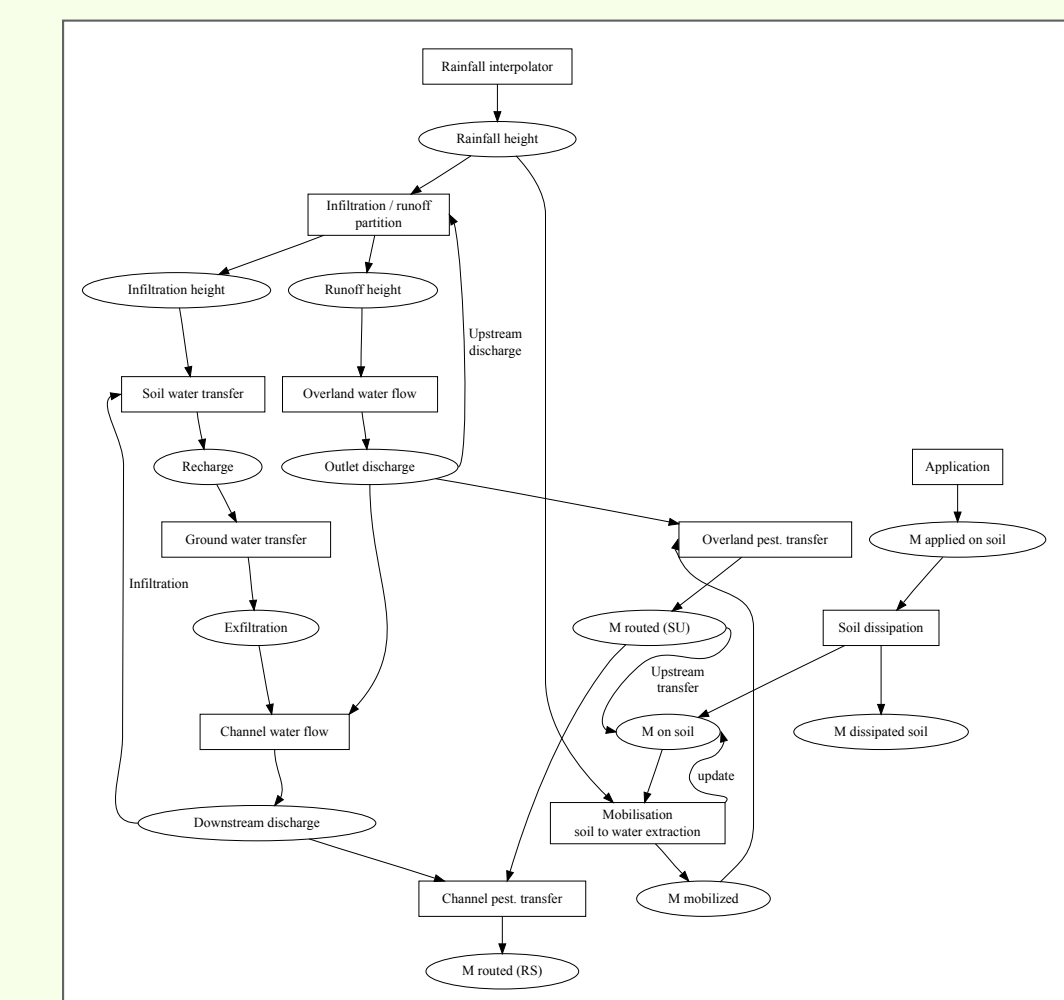 Rainfall interpolator
Rainfall height
Infiltration / runoff
partition
Infiltration height
Runoff height
Upstream
discharge
Soil water transfer
Overland water flow
Recharge
Outlet discharge
Application
Ground water transfer
Overland pest. transfer
M applied on soil
Infiltration
Exfiltration
M routed (SU)
Soil dissipation
Upstream
transfer
Channel water flow
M on soil
M dissipated soil
update
Downstream discharge
Mobilisation
soil to water extraction
Channel pest. transfer
M mobilized
M routed (RS)